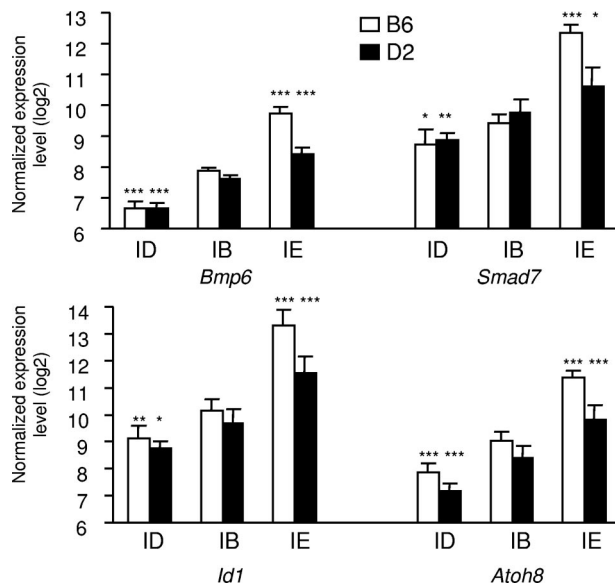 13
12
11
10
9
8
7
6
Normalized expression
level (log2)
B6
D2
*** ***
*** ***
* **
*** *
ID IB IE ID IB IE
Bmp6 Smad7
14
13
12
11
10
9
8
7
6
Normalized expression
level (log2)
** *
*** ***
*** ***
*** ***
ID IB IE ID IB IE
Id1 Atoh8